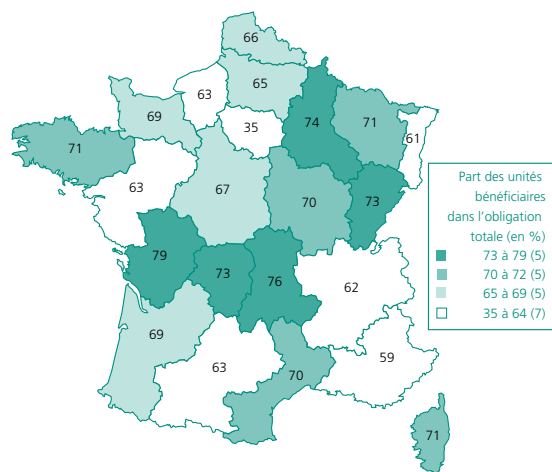 66
65
63
69
35
74
71
61
71
63
67
70
73
79
73
76
62
69
63
70
59
71
Part des unités
bénéficiaires
dans l'obligation
totale (en %)
73 à 79 (5)
70 à 72 (5)
65 à 69 (5)
35 à 64 (7)